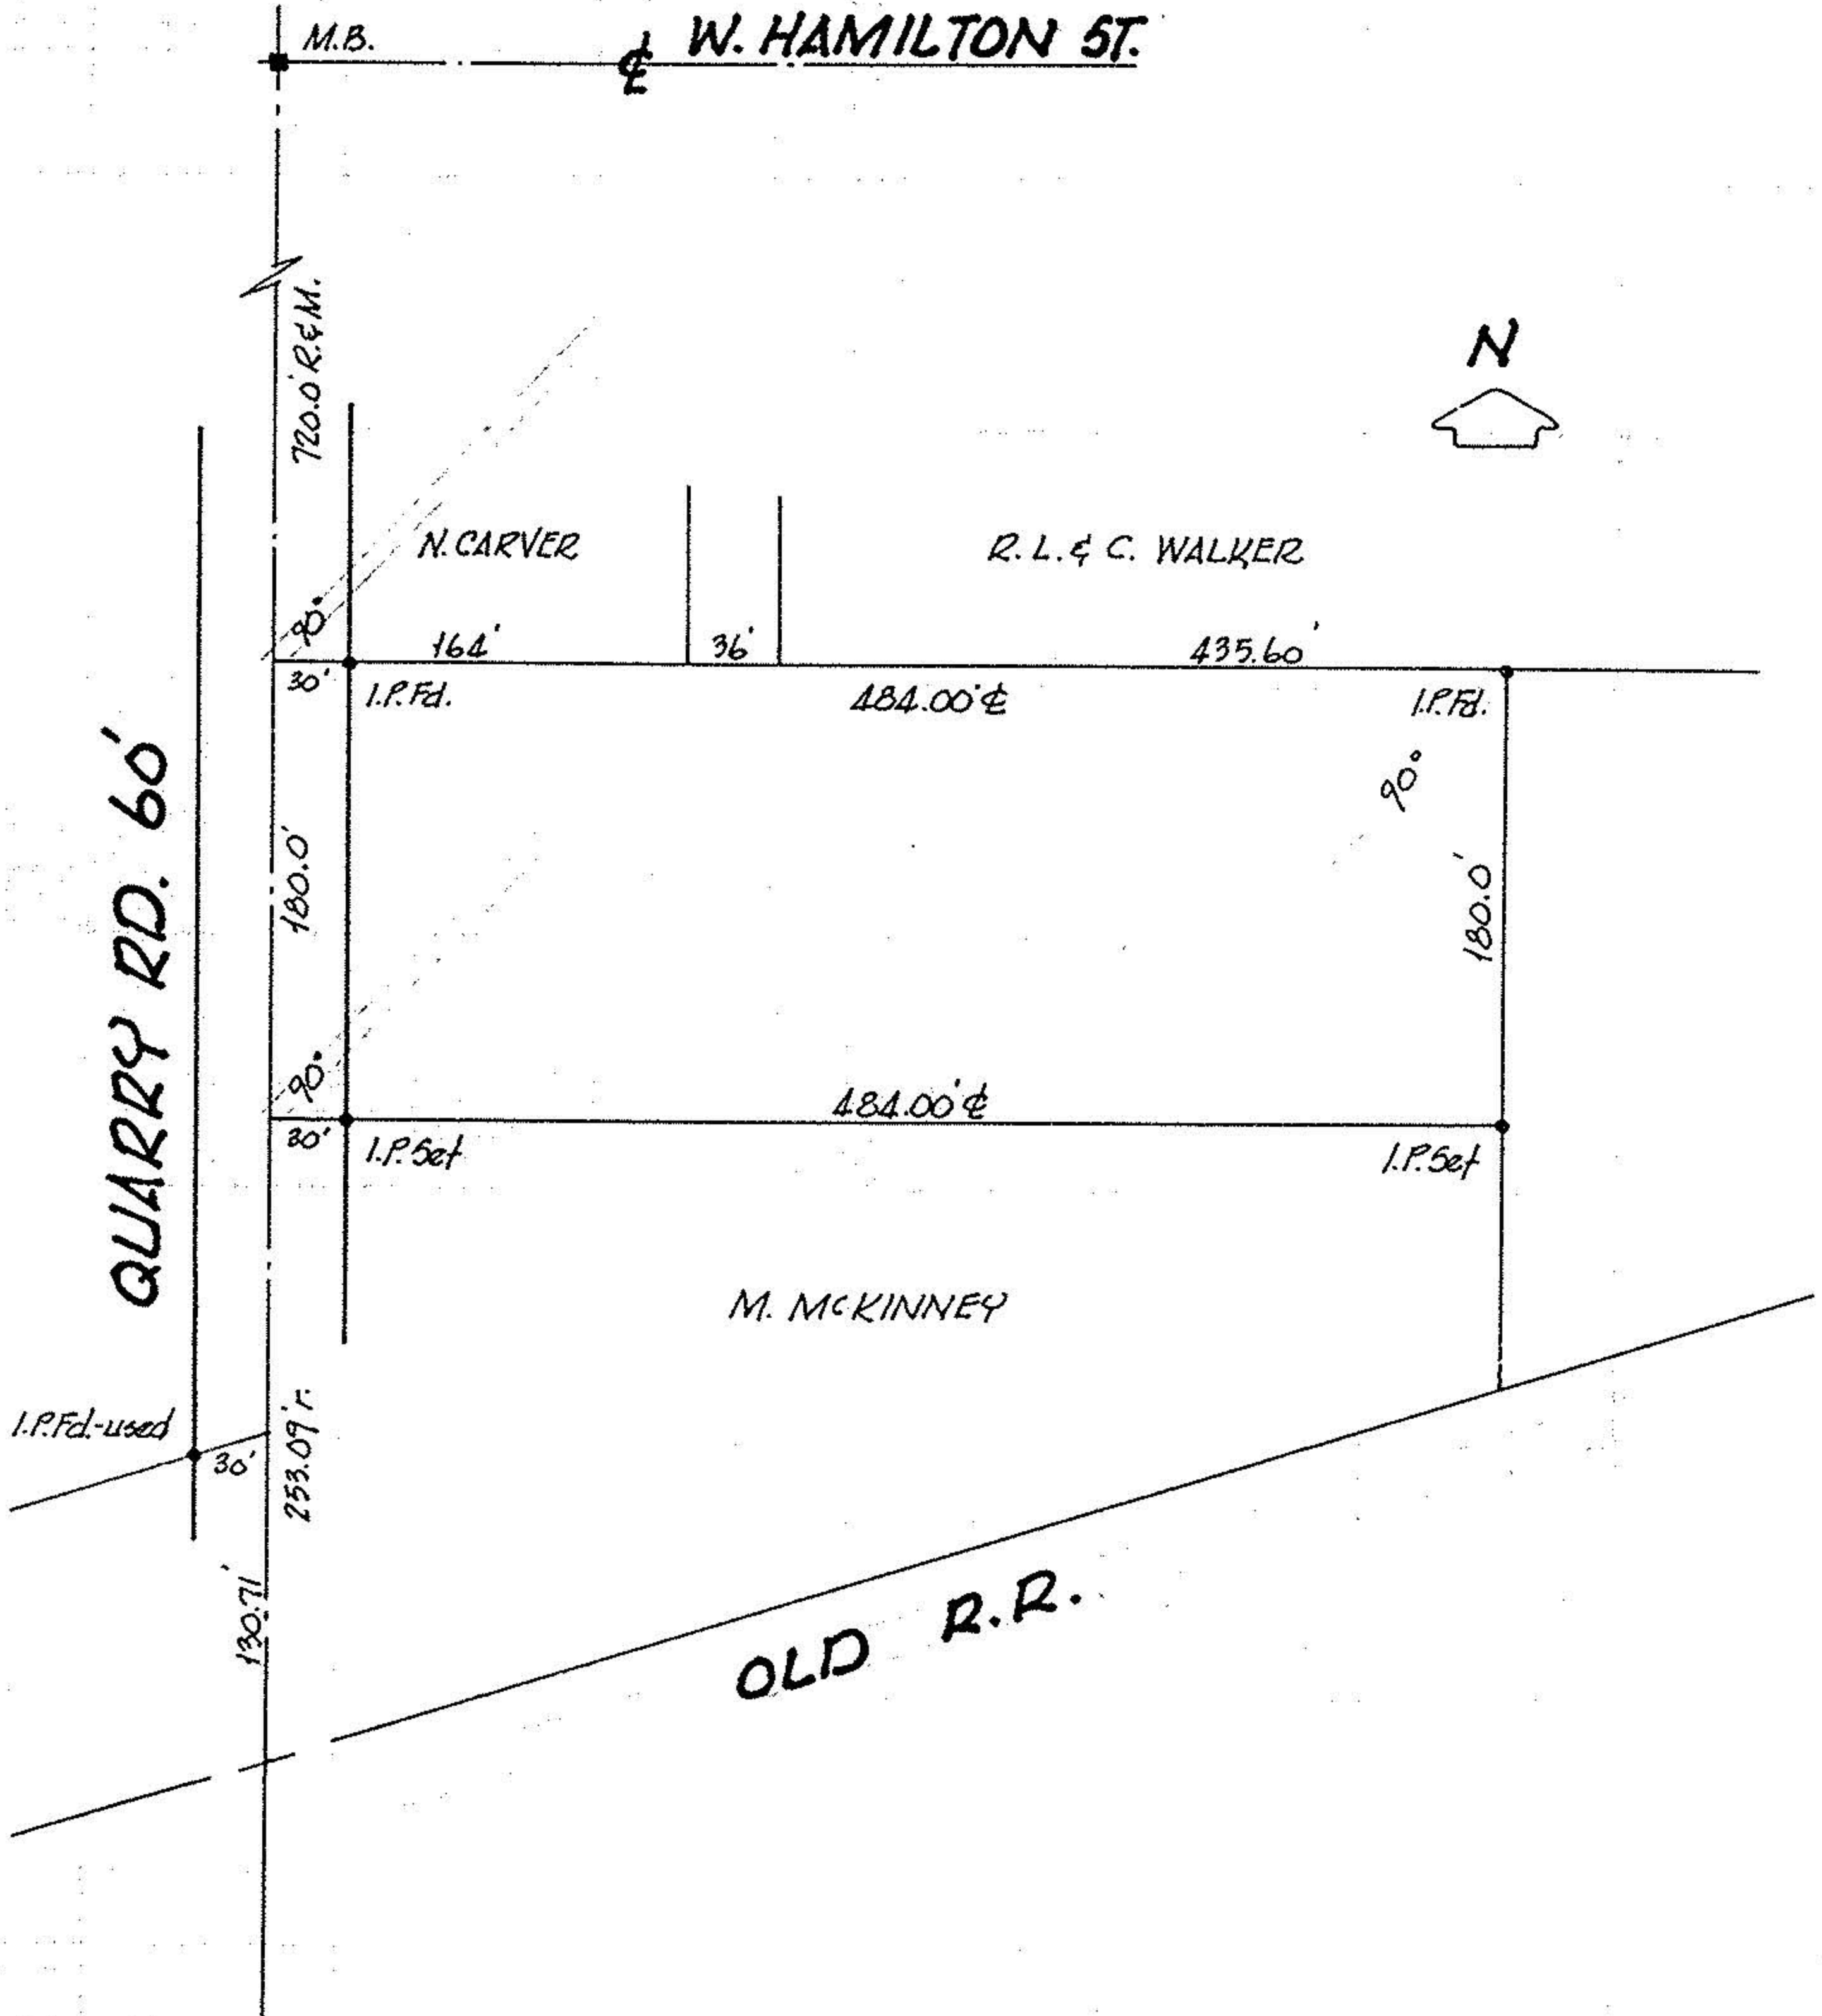 M.B.
℄ W. HAMILTON ST.
720.0' R.&M.
N
N. CARVER
R. L. & C. WALKER
90°
164'
36'
435.60'
30'
I.P. Fd.
484.00' ℄
I.P. Fd.
90°
QUARRY RD. 60'
180.0'
180.0'
90°
484.00' ℄
30'
I.P. Set
I.P. Set
M. McKINNEY
I.P. Fd.-used
30'
253.09' r.
130.71'
OLD R.R.